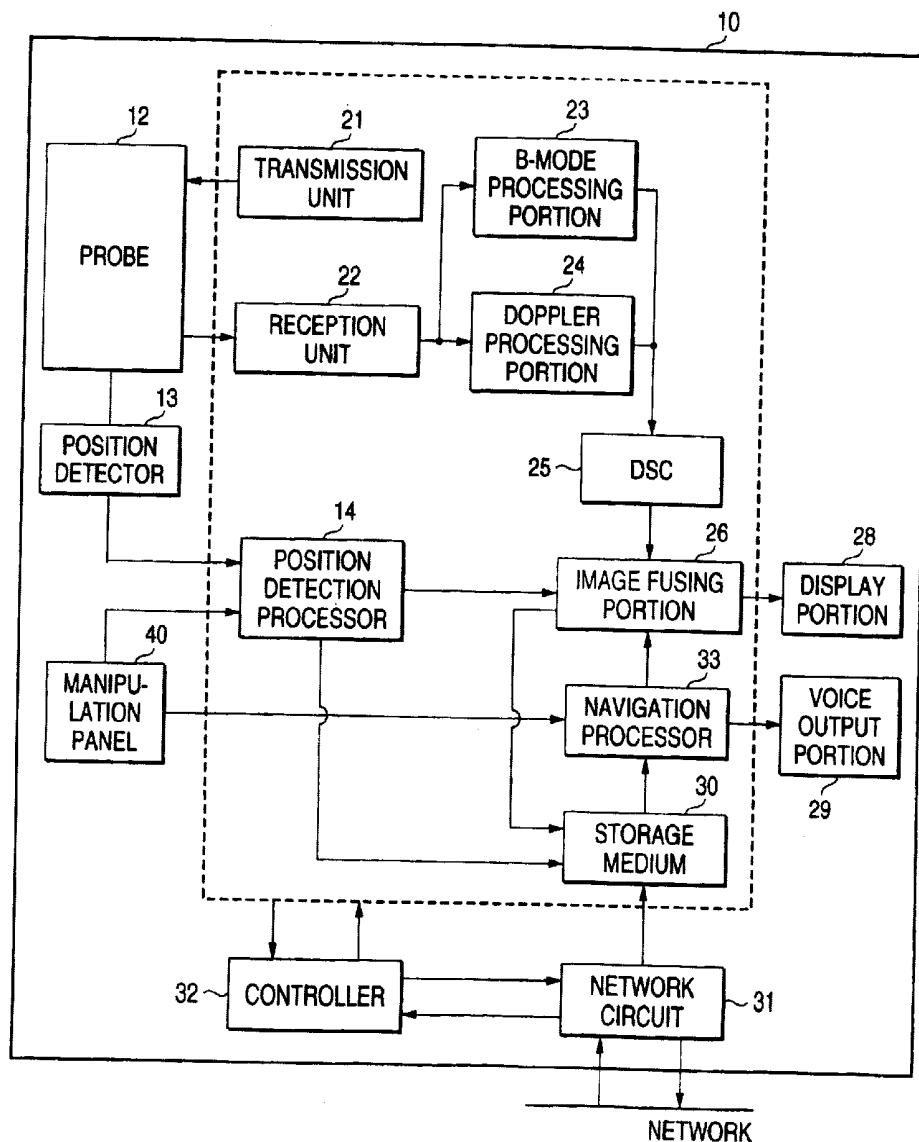 10
12
PROBE
21
TRANSMISSION
UNIT
23
B-MODE
PROCESSING
PORTION
22
RECEPTION
UNIT
24
DOPPLER
PROCESSING
PORTION
13
POSITION
DETECTOR
25
DSC
14
POSITION
DETECTION
PROCESSOR
26
IMAGE FUSING
PORTION
28
DISPLAY
PORTION
40
MANIPU-
LATION
PANEL
33
NAVIGATION
PROCESSOR
VOICE
OUTPUT
PORTION
29
30
STORAGE
MEDIUM
32
CONTROLLER
NETWORK
CIRCUIT
31
NETWORK